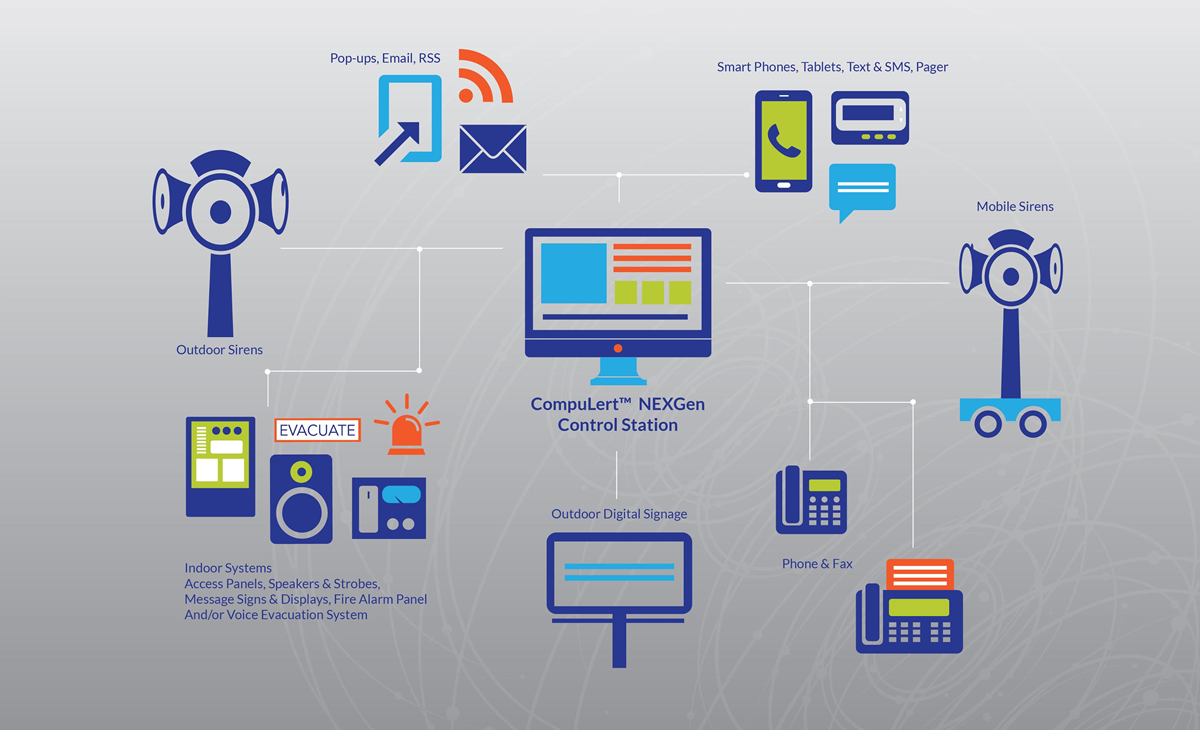 Pop-ups, Email, RSS
Smart Phones, Tablets, Text & SMS, Pager
Mobile Sirens
Outdoor Sirens
CompuLert™ NEXGen
Control Station
EVACUATE
Outdoor Digital Signage
Phone & Fax
Indoor Systems
Access Panels, Speakers & Strobes,
Message Signs & Displays, Fire Alarm Panel
And/or Voice Evacuation System